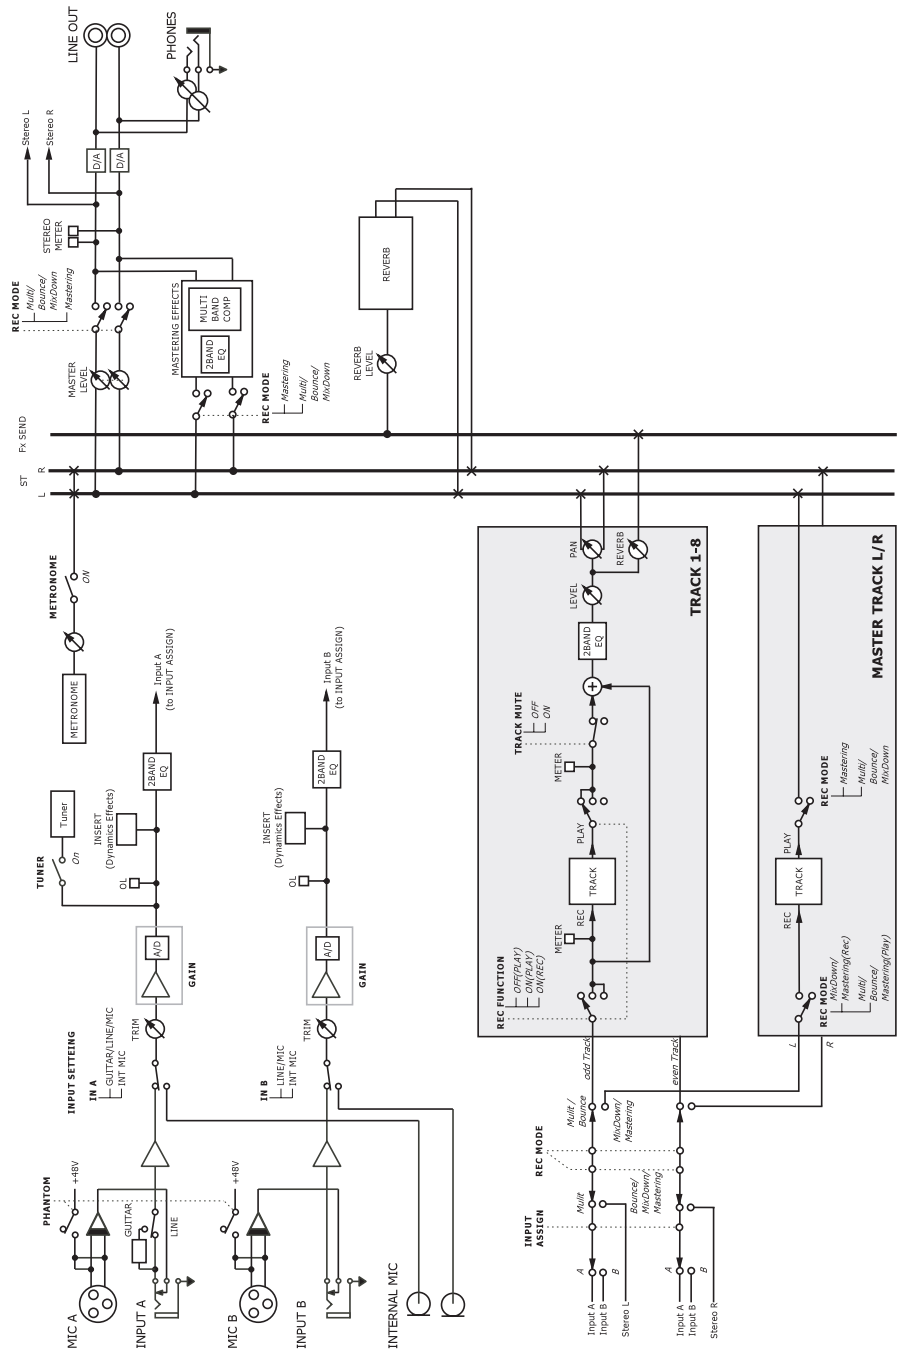 LINE OUT
PHONES
Stereo L
Stereo R
D/A
D/A
STEREO
METER
REC MODE
Multi/
Bounce/
MixDown
Mastering
MASTER
LEVEL
MASTERING EFFECTS
MULTI
BAND
COMP
2BAND
EQ
REC MODE
Mastering
Multi/
Bounce/
MixDown
REVERB
REVERB
LEVEL
Fx SEND
ST
R
L
METRONOME
ON
METRONOME
Input A
(to INPUT ASSIGN)
Input B
(to INPUT ASSIGN)
2BAND
EQ
2BAND
EQ
Tuner
TUNER
On
INSERT
(Dynamics Effects)
INSERT
(Dynamics Effects)
OL
OL
A/D
GAIN
A/D
GAIN
TRIM
TRIM
INPUT SETTEING
IN A
GUITAR/LINE/MIC
INT MIC
IN B
LINE/MIC
INT MIC
PHANTOM
+48V
+48V
GUITAR
LINE
MIC A
INPUT A
MIC B
INPUT B
INTERNAL MIC
TRACK 1-8
PAN
REVERB
LEVEL
2BAND
EQ
TRACK MUTE
OFF
ON
METER
PLAY
TRACK
REC
METER
REC FUNCTION
OFF(PLAY)
ON(PLAY)
ON(REC)
odd Track
even Track
MASTER TRACK L/R
REC MODE
Mastering
Multi/
Bounce/
MixDown
PLAY
TRACK
REC
REC MODE
MixDown/
Mastering(Rec)
Multi/
Bounce/
Mastering(Play)
L
R
REC MODE
Mulit /
Bounce
MixDown/
Mastering
INPUT
ASSIGN
Mulit
Bounce/
MixDown/
Mastering
A
B
Input A
Input B
Stereo L
A
B
Input A
Input B
Stereo R